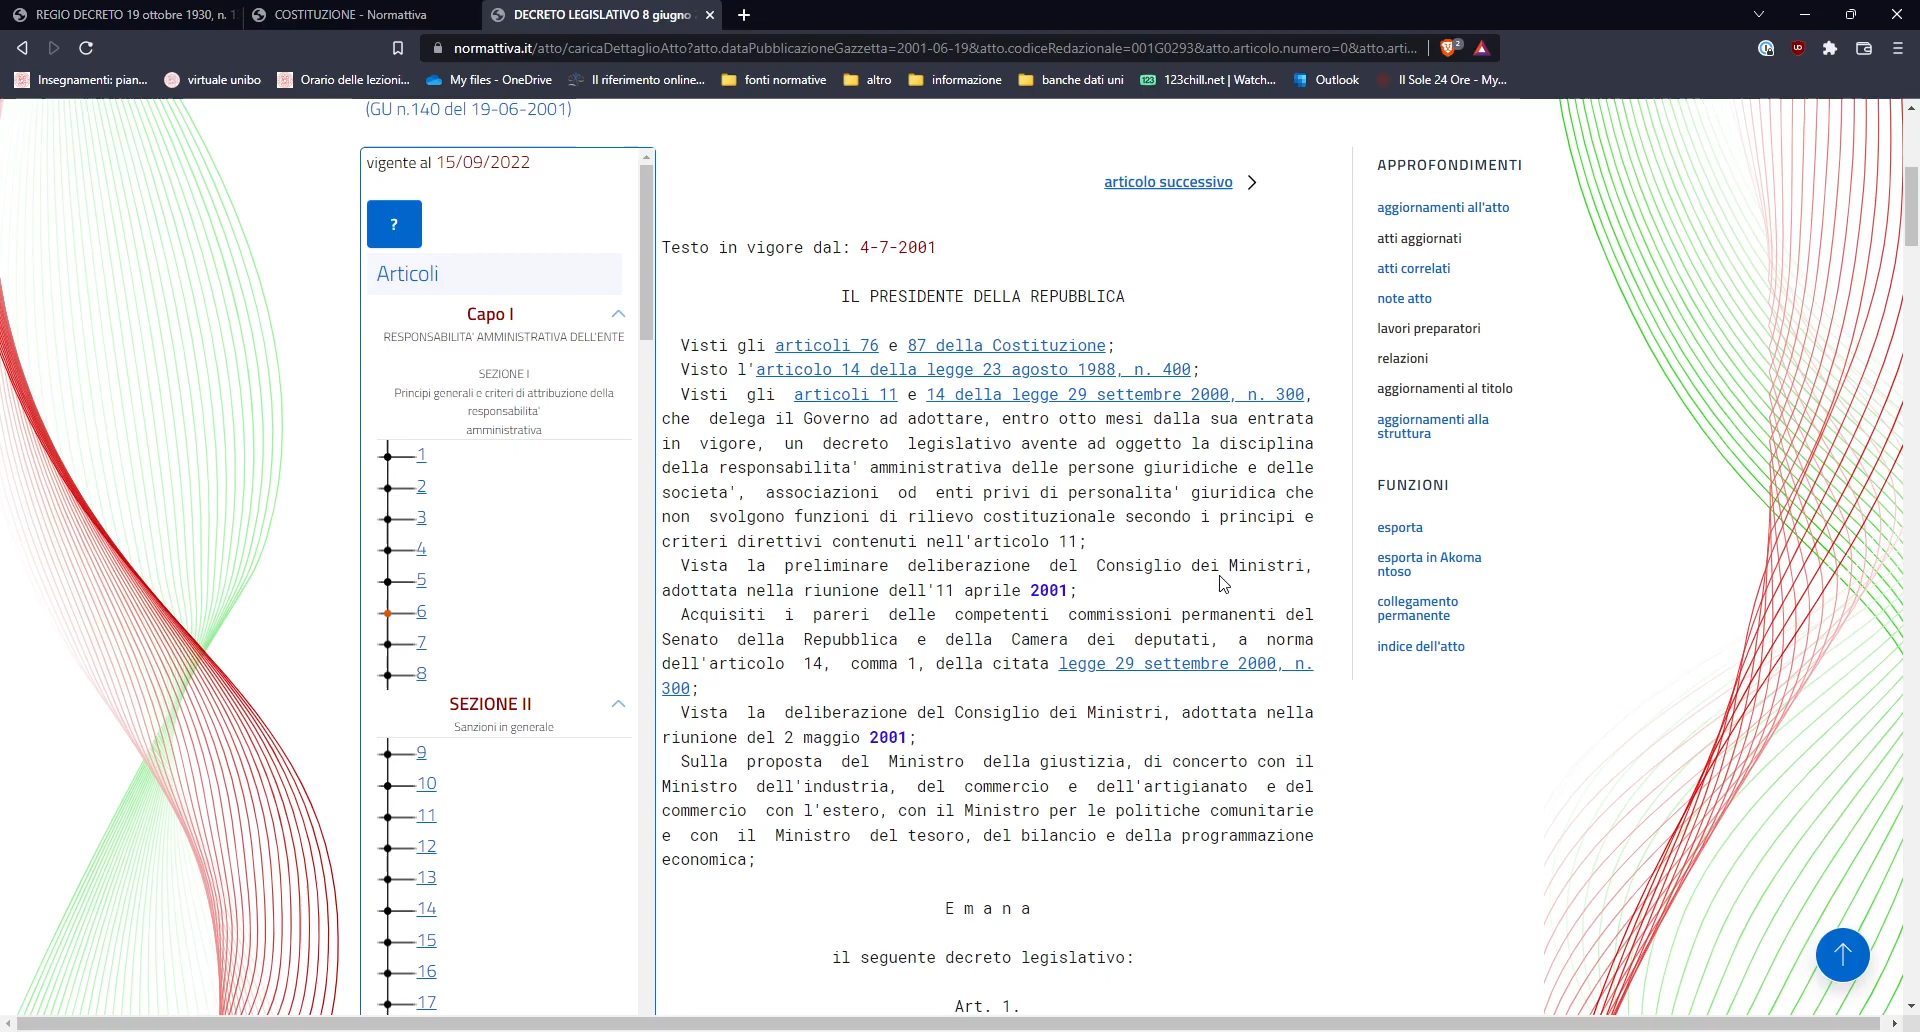 REGIO DECRETO 19 ottobre 1930, n. 1
COSTITUZIONE - Normattiva
DECRETO LEGISLATIVO 8 giugno
normattiva.it/atto/caricaDettaglioAtto?atto.dataPubblicazioneGazzetta=2001-06-19&atto.codiceRedazionale=001G0293&atto.articolo.numero=0&atto.arti...
2
Insegnamenti: pian...
virtuale unibo
Orario delle lezioni...
My files - OneDrive
Il riferimento online...
fonti normative
altro
informazione
banche dati uni
123chill.net | Watch...
Outlook
Il Sole 24 Ore - My...
(GU n.140 del 19-06-2001)
vigente al 15/09/2022
?
Articoli
Capo I
RESPONSABILITA' AMMINISTRATIVA DELL'ENTE
SEZIONE I
Principi generali e criteri di attribuzione della
responsabilita'
amministrativa
1
2
3
4
5
6
7
8
SEZIONE II
Sanzioni in generale
9
10
11
12
13
14
15
16
17
articolo successivo
Testo in vigore dal: 4-7-2001
IL PRESIDENTE DELLA REPUBBLICA
Visti gli articoli 76 e 87 della Costituzione;
Visto l'articolo 14 della legge 23 agosto 1988, n. 400;
Visti gli articoli 11 e 14 della legge 29 settembre 2000, n. 300,
che delega il Governo ad adottare, entro otto mesi dalla sua entrata
in vigore, un decreto legislativo avente ad oggetto la disciplina
della responsabilita' amministrativa delle persone giuridiche e delle
societa', associazioni od enti privi di personalita' giuridica che
non svolgono funzioni di rilievo costituzionale secondo i principi e
criteri direttivi contenuti nell'articolo 11;
Vista la preliminare deliberazione del Consiglio dei Ministri,
adottata nella riunione dell'11 aprile 2001;
Acquisiti i pareri delle competenti commissioni permanenti del
Senato della Repubblica e della Camera dei deputati, a norma
dell'articolo 14, comma 1, della citata legge 29 settembre 2000, n.
300;
Vista la deliberazione del Consiglio dei Ministri, adottata nella
riunione del 2 maggio 2001;
Sulla proposta del Ministro della giustizia, di concerto con il
Ministro dell'industria, del commercio e dell'artigianato e del
commercio con l'estero, con il Ministro per le politiche comunitarie
e con il Ministro del tesoro, del bilancio e della programmazione
economica;
E m a n a
il seguente decreto legislativo:
Art. 1.
APPROFONDIMENTI
aggiornamenti all'atto
atti aggiornati
atti correlati
note atto
lavori preparatori
relazioni
aggiornamenti al titolo
aggiornamenti alla
struttura
FUNZIONI
esporta
esporta in Akoma
ntoso
collegamento
permanente
indice dell'atto